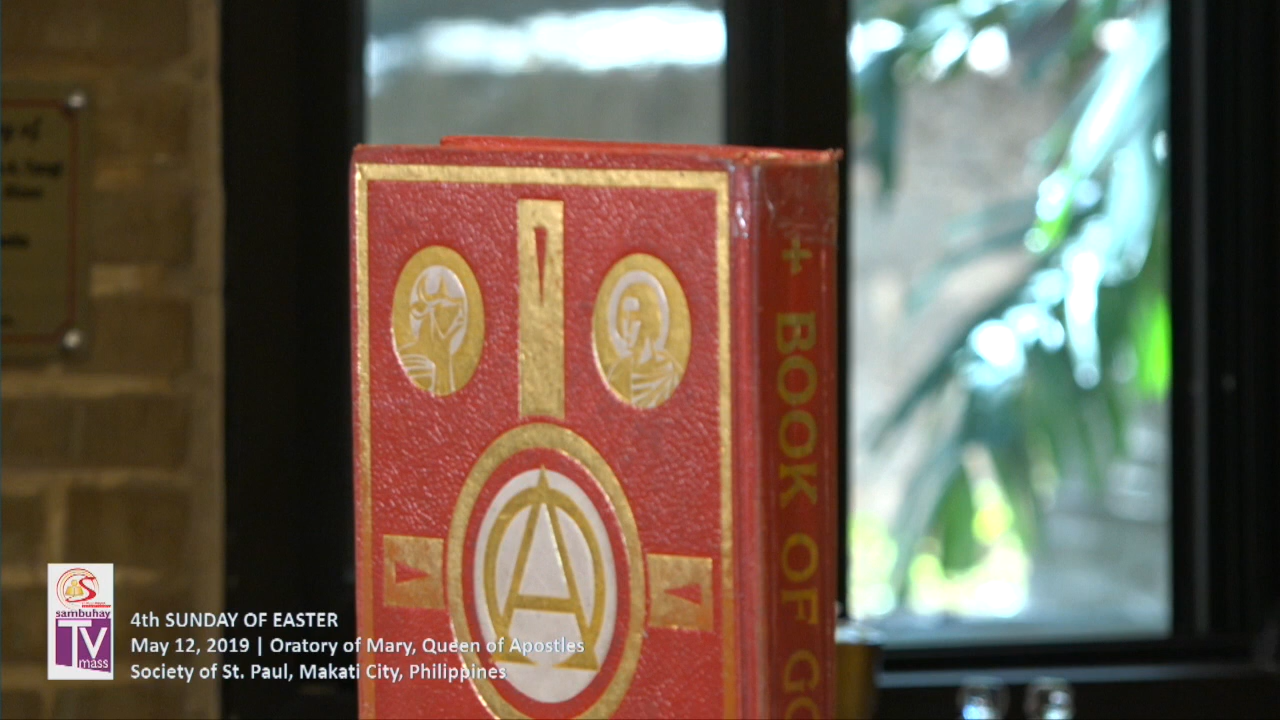 BOOK OF GO
sambuhay
TV
mass
4th SUNDAY OF EASTER
May 12, 2019 | Oratory of Mary, Queen of Apostles
Society of St. Paul, Makati City, Philippines